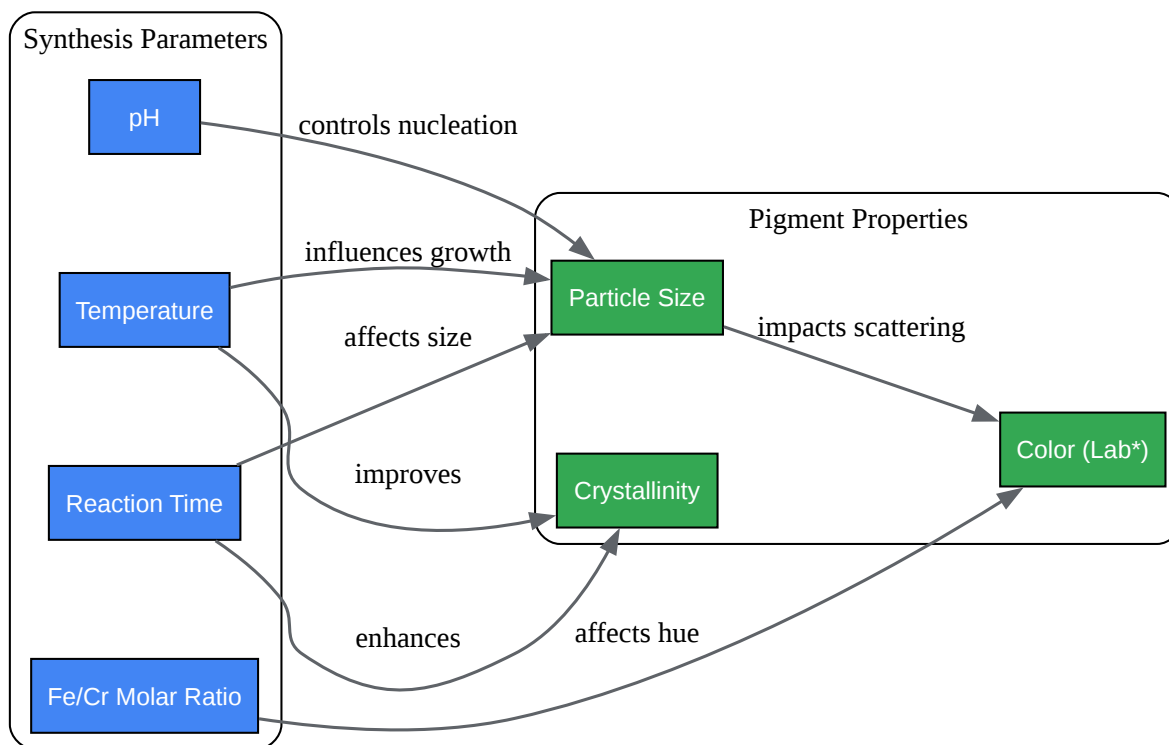 Synthesis Parameters
pH
controls nucleation
Pigment Properties
Temperature
influences growth
Particle Size
affects size
impacts scattering
Reaction Time
improves
Crystallinity
Color (Lab*)
enhances
affects hue
Fe/Cr Molar Ratio